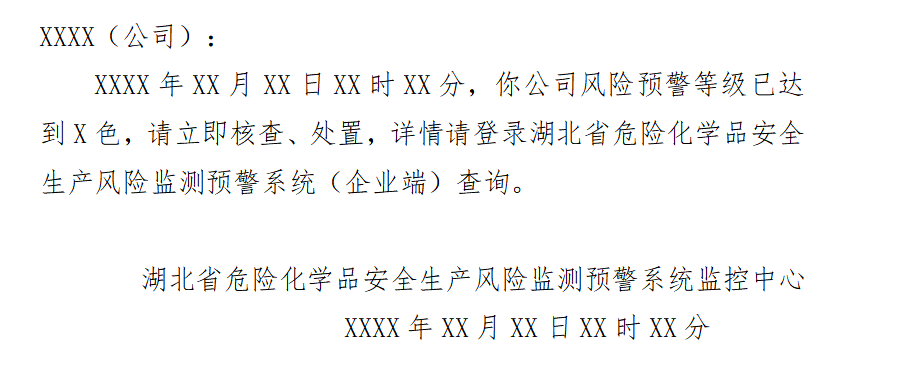 XXXX（公司）：
XXXX 年 XX 月 XX 日 XX 时 XX 分，你公司风险预警等级已达
到 X 色，请立即核查、处置，详情请登录湖北省危险化学品安全
生产风险监测预警系统（企业端）查询。
湖北省危险化学品安全生产风险监测预警系统监控中心
XXXX 年 XX 月 XX 日 XX 时 XX 分